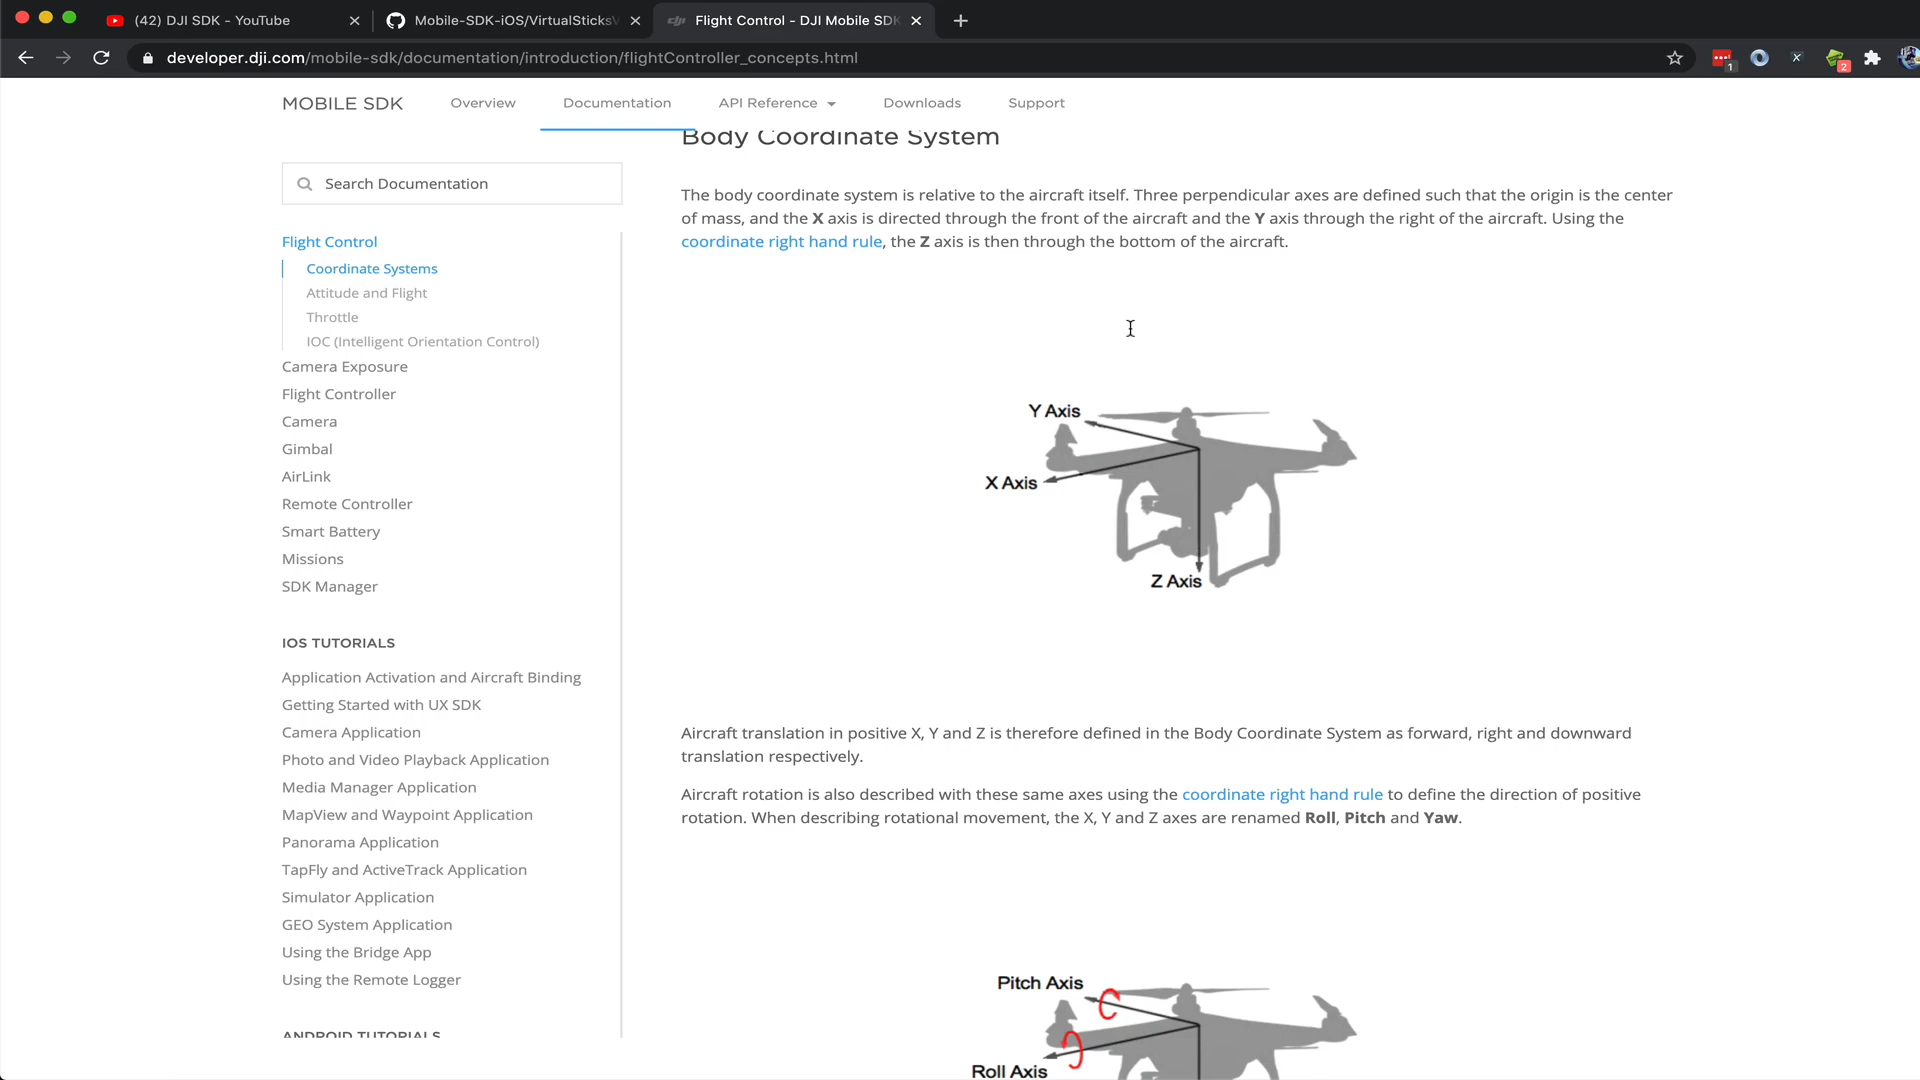 (42) DJI SDK - YouTube
Mobile-SDK-iOS/VirtualSticksV
Flight Control - DJI Mobile SDK
developer.dji.com/mobile-sdk/documentation/introduction/flightController_concepts.html
1
2
MOBILE SDK
Overview
Documentation
API Reference
Downloads
Support
Search Documentation
Flight Control
Coordinate Systems
Attitude and Flight
Throttle
IOC (Intelligent Orientation Control)
Camera Exposure
Flight Controller
Camera
Gimbal
AirLink
Remote Controller
Smart Battery
Missions
SDK Manager
IOS TUTORIALS
Application Activation and Aircraft Binding
Getting Started with UX SDK
Camera Application
Photo and Video Playback Application
Media Manager Application
MapView and Waypoint Application
Panorama Application
TapFly and ActiveTrack Application
Simulator Application
GEO System Application
Using the Bridge App
Using the Remote Logger
ANDROID TUTORIALS
Body Coordinate System
The body coordinate system is relative to the aircraft itself. Three perpendicular axes are defined such that the origin is the center
of mass, and the X axis is directed through the front of the aircraft and the Y axis through the right of the aircraft. Using the
coordinate right hand rule, the Z axis is then through the bottom of the aircraft.
Y Axis
X Axis
Z Axis
Aircraft translation in positive X, Y and Z is therefore defined in the Body Coordinate System as forward, right and downward
translation respectively.
Aircraft rotation is also described with these same axes using the coordinate right hand rule to define the direction of positive
rotation. When describing rotational movement, the X, Y and Z axes are renamed Roll, Pitch and Yaw.
Pitch Axis
Roll Axis